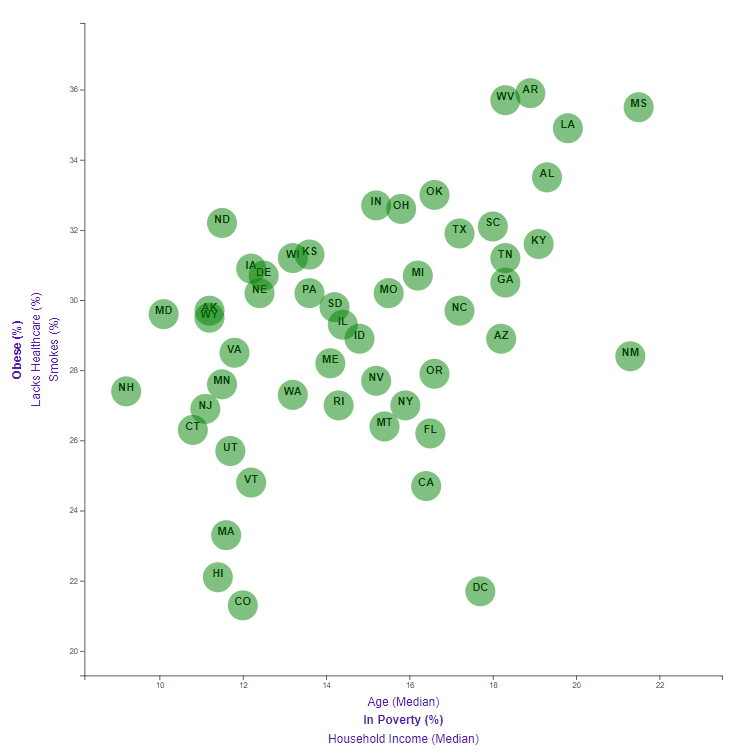 36
34
32
30
28
26
24
22
20
Obese (%)
Lacks Healthcare (%)
Smokes (%)
WV
AR
MS
LA
AL
IN
OH
OK
ND
TX
SC
KY
WI
KS
TN
IA
DE
MI
GA
NE
PA
MO
SD
MD
AK
WY
NC
IL
ID
AZ
VA
ME
NM
MN
NV
OR
NH
WA
NJ
RI
NY
CT
MT
FL
UT
VT
CA
MA
HI
DC
CO
10 12 14 16 18 20 22
Age (Median)
In Poverty (%)
Household Income (Median)